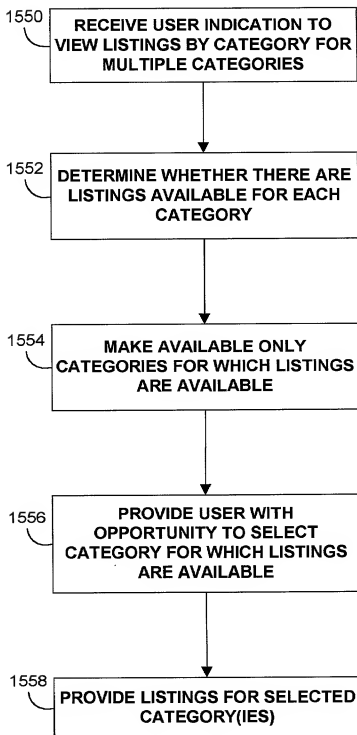 1550
RECEIVE USER INDICATION TO
VIEW LISTINGS BY CATEGORY FOR
MULTIPLE CATEGORIES
1552
DETERMINE WHETHER THERE ARE
LISTINGS AVAILABLE FOR EACH
CATEGORY
1554
MAKE AVAILABLE ONLY
CATEGORIES FOR WHICH LISTINGS
ARE AVAILABLE
1556
PROVIDE USER WITH
OPPORTUNITY TO SELECT
CATEGORY FOR WHICH LISTINGS
ARE AVAILABLE
1558
PROVIDE LISTINGS FOR SELECTED
CATEGORY(IES)